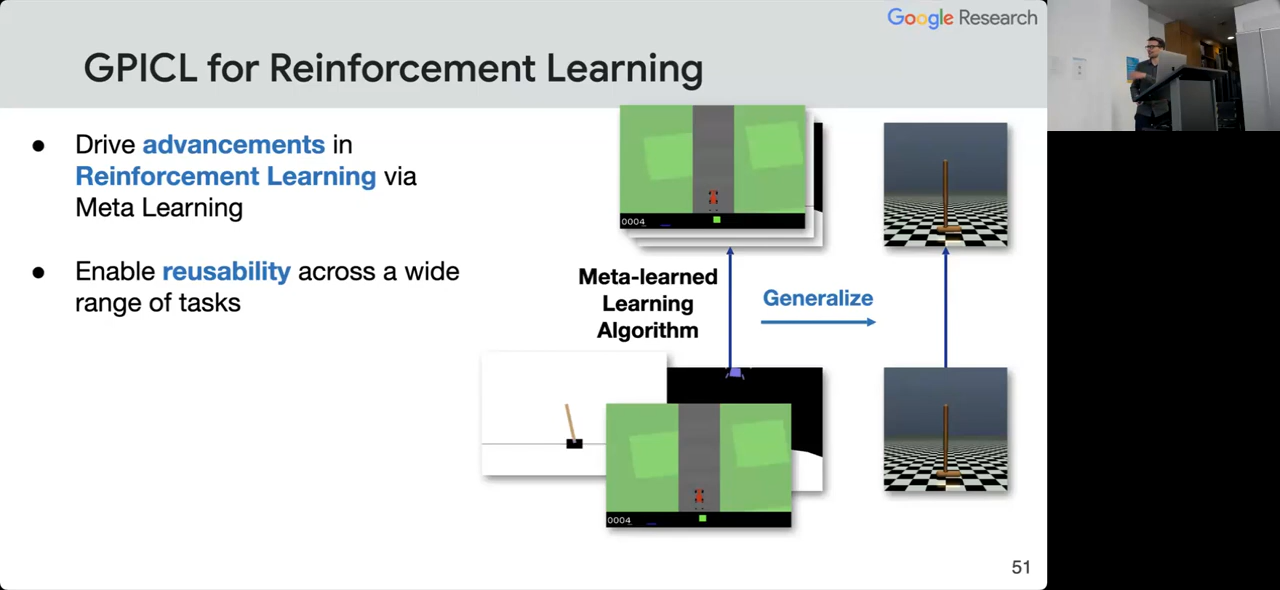 Google Research
GPICL for Reinforcement Learning
● Drive advancements in
Reinforcement Learning via
Meta Learning
● Enable reusability across a wide
range of tasks
0004
Meta-learned
Learning
Algorithm
Generalize
0004
51